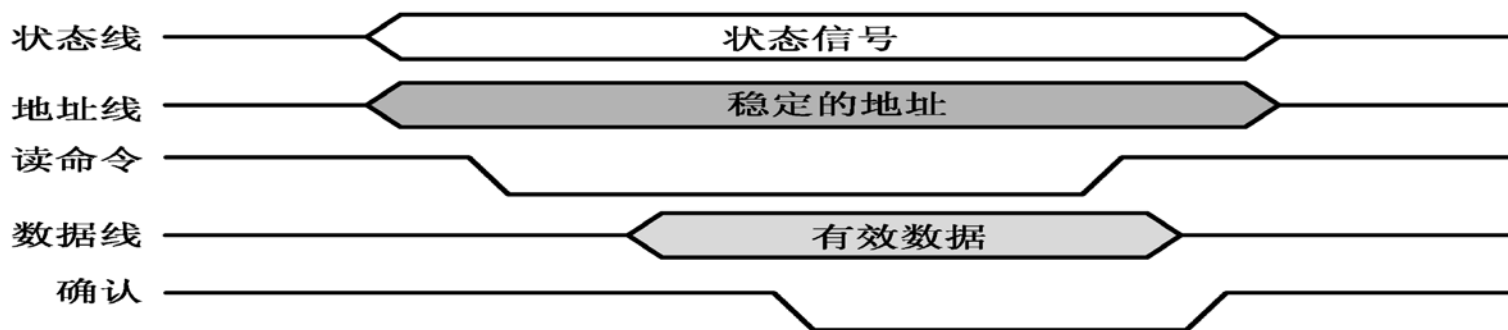 状态线 状态信号
地址线 稳定的地址
读命令
数据线 有效数据
确认